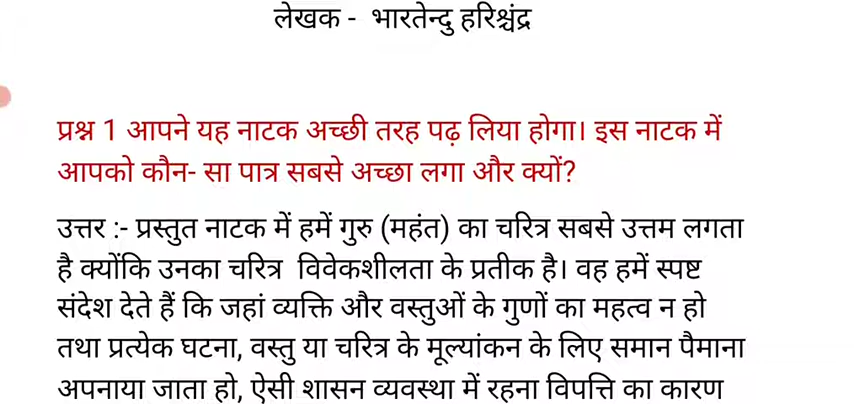 लेखक - भारतेन्दु हरिश्चंद्र
प्रश्न 1 आपने यह नाटक अच्छी तरह पढ़ लिया होगा। इस नाटक में
आपको कौन- सा पात्र सबसे अच्छा लगा और क्यों?
उत्तर :- प्रस्तुत नाटक में हमें गुरु (महंत) का चरित्र सबसे उत्तम लगता
है क्योंकि उनका चरित्र विवेकशीलता के प्रतीक है। वह हमें स्पष्ट
संदेश देते हैं कि जहां व्यक्ति और वस्तुओं के गुणों का महत्व न हो
तथा प्रत्येक घटना, वस्तु या चरित्र के मूल्यांकन के लिए समान पैमाना
अपनाया जाता हो, ऐसी शासन व्यवस्था में रहना विपत्ति का कारण